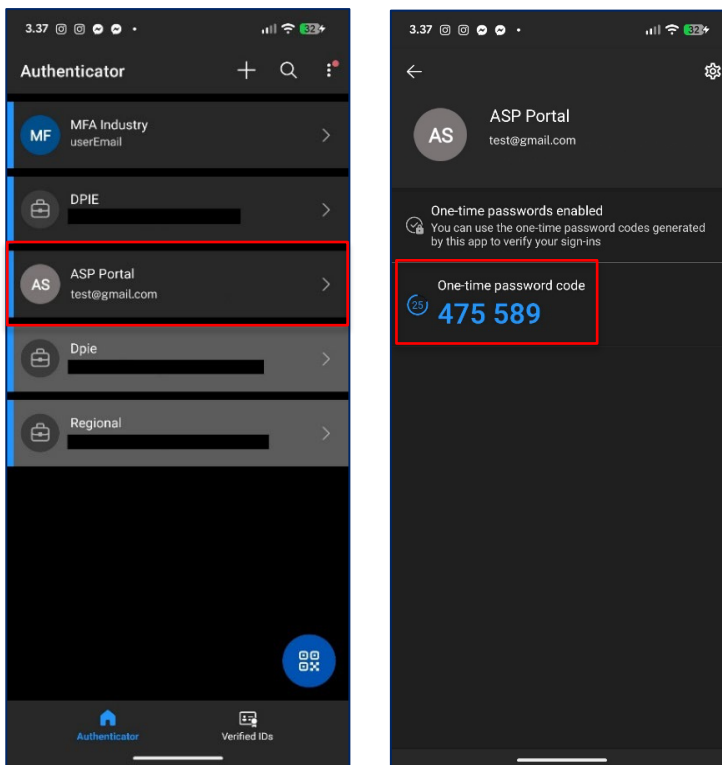 3.37
32
Authenticator
MF
MFA Industry
userEmail
DPIE
AS
ASP Portal
test@gmail.com
Dpie
Regional
Authenticator
Verified IDs
3.37
32
AS
ASP Portal
test@gmail.com
One-time passwords enabled
You can use the one-time password codes generated
by this app to verify your sign-ins
One-time password code
25
475 589